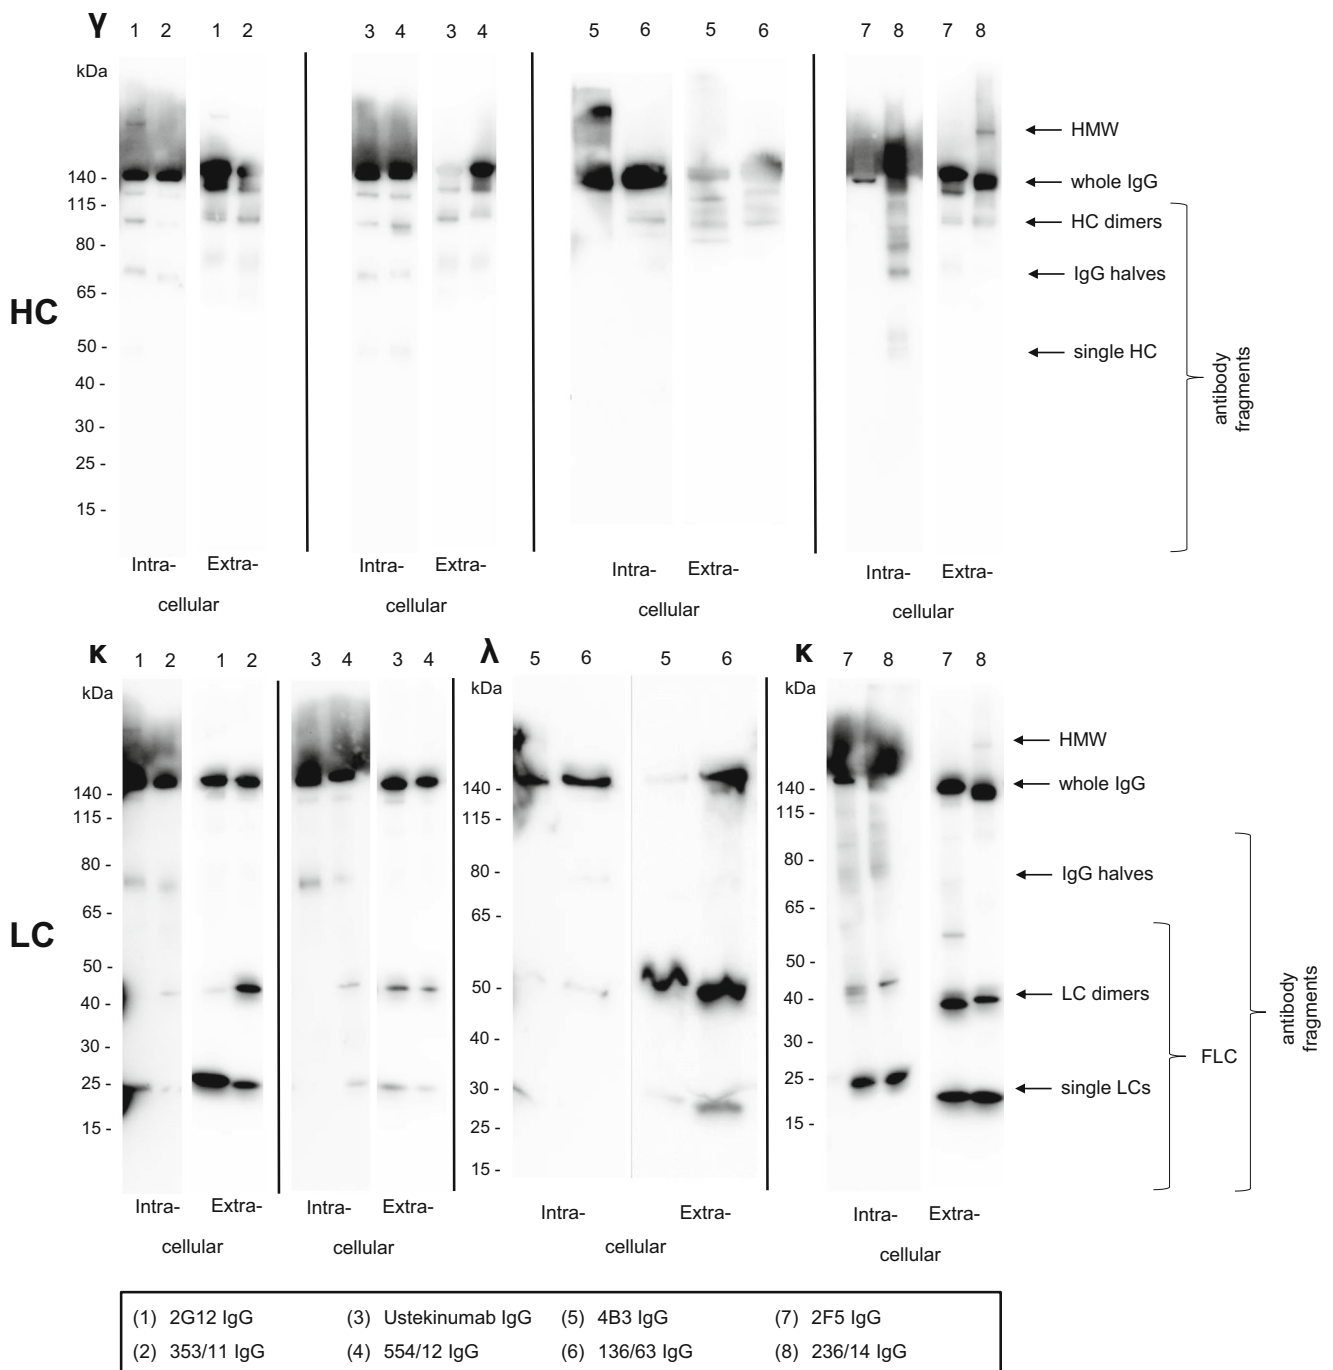 γ 1 2 1 2 3 4 3 4 5 6 5 6 7 8 7 8
kDa
140 -
115 -
80 -
65 -
50 -
40 -
30 -
25 -
15 -
HC
HMW
whole IgG
HC dimers
IgG halves
single HC
antibody
fragments
Intra- Extra- Intra- Extra- Intra- Extra- Intra- Extra-
cellular cellular cellular cellular
κ 1 2 1 2 3 4 3 4 λ 5 6 5 6 κ 7 8 7 8
kDa
140 -
115 -
80 -
65 -
50 -
40 -
30 -
25 -
15 -
LC
kDa
140 -
115 -
80 -
65 -
50 -
40 -
30 -
25 -
15 -
kDa
140 -
115 -
80 -
65 -
50 -
40 -
30 -
25 -
15 -
HMW
whole IgG
IgG halves
LC dimers
single LCs
FLC
antibody
fragments
Intra- Extra- Intra- Extra- Intra- Extra- Intra- Extra-
cellular cellular cellular cellular
(1) 2G12 IgG (3) Ustekinumab IgG (5) 4B3 IgG (7) 2F5 IgG
(2) 353/11 IgG (4) 554/12 IgG (6) 136/63 IgG (8) 236/14 IgG